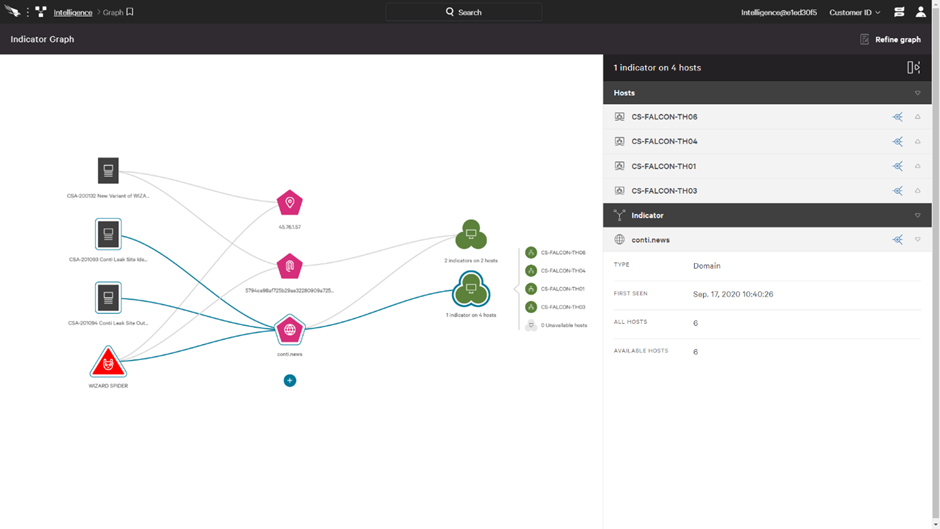 Intelligence > Graph
Search
Intelligence@e1ed30f5
Customer ID
Indicator Graph
Refine graph
1 indicator on 4 hosts
Hosts
CS-FALCON-TH06
CS-FALCON-TH04
CS-FALCON-TH01
CS-FALCON-TH03
Indicator
conti.news
TYPE Domain
FIRST SEEN Sep. 17, 2020 10:40:26
ALL HOSTS 6
AVAILABLE HOSTS 6
CSA-200132 New Variant of WIZA...
CSA-201093 Conti Leak Site Ide...
CSA-201094 Conti Leak Site Out...
WIZARD SPIDER
45.76.1.57
conti.news
2 indicators on 2 hosts
1 indicator on 4 hosts
CS-FALCON-TH06
CS-FALCON-TH04
CS-FALCON-TH01
CS-FALCON-TH03
0 Unavailable hosts